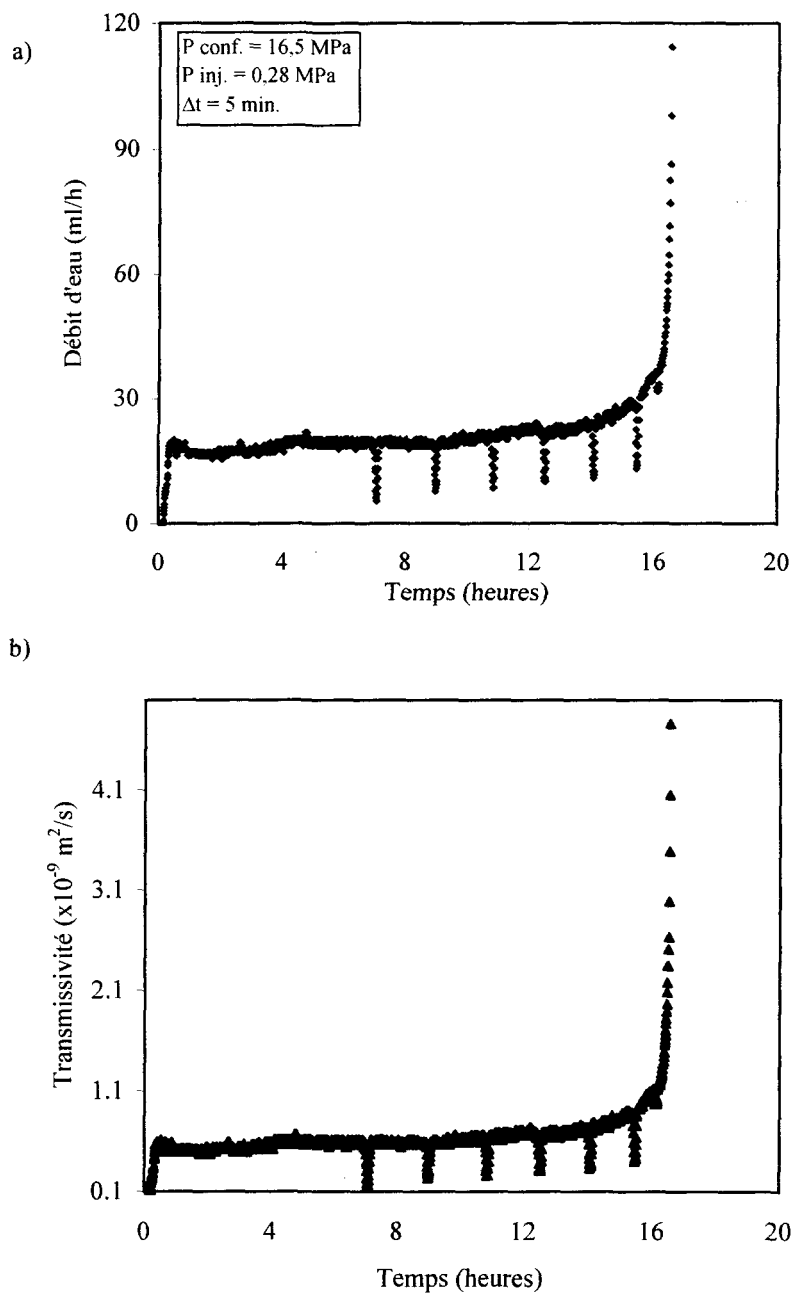 a)
P conf. = 16,5 MPa
P inj. = 0,28 MPa
Δt = 5 min.
Débit d'eau (ml/h)
120
90
60
30
0
0 4 8 12 16 20
Temps (heures)
b)
Transmissivité (x10⁻⁹ m²/s)
4.1
3.1
2.1
1.1
0.1
0 4 8 12 16 20
Temps (heures)